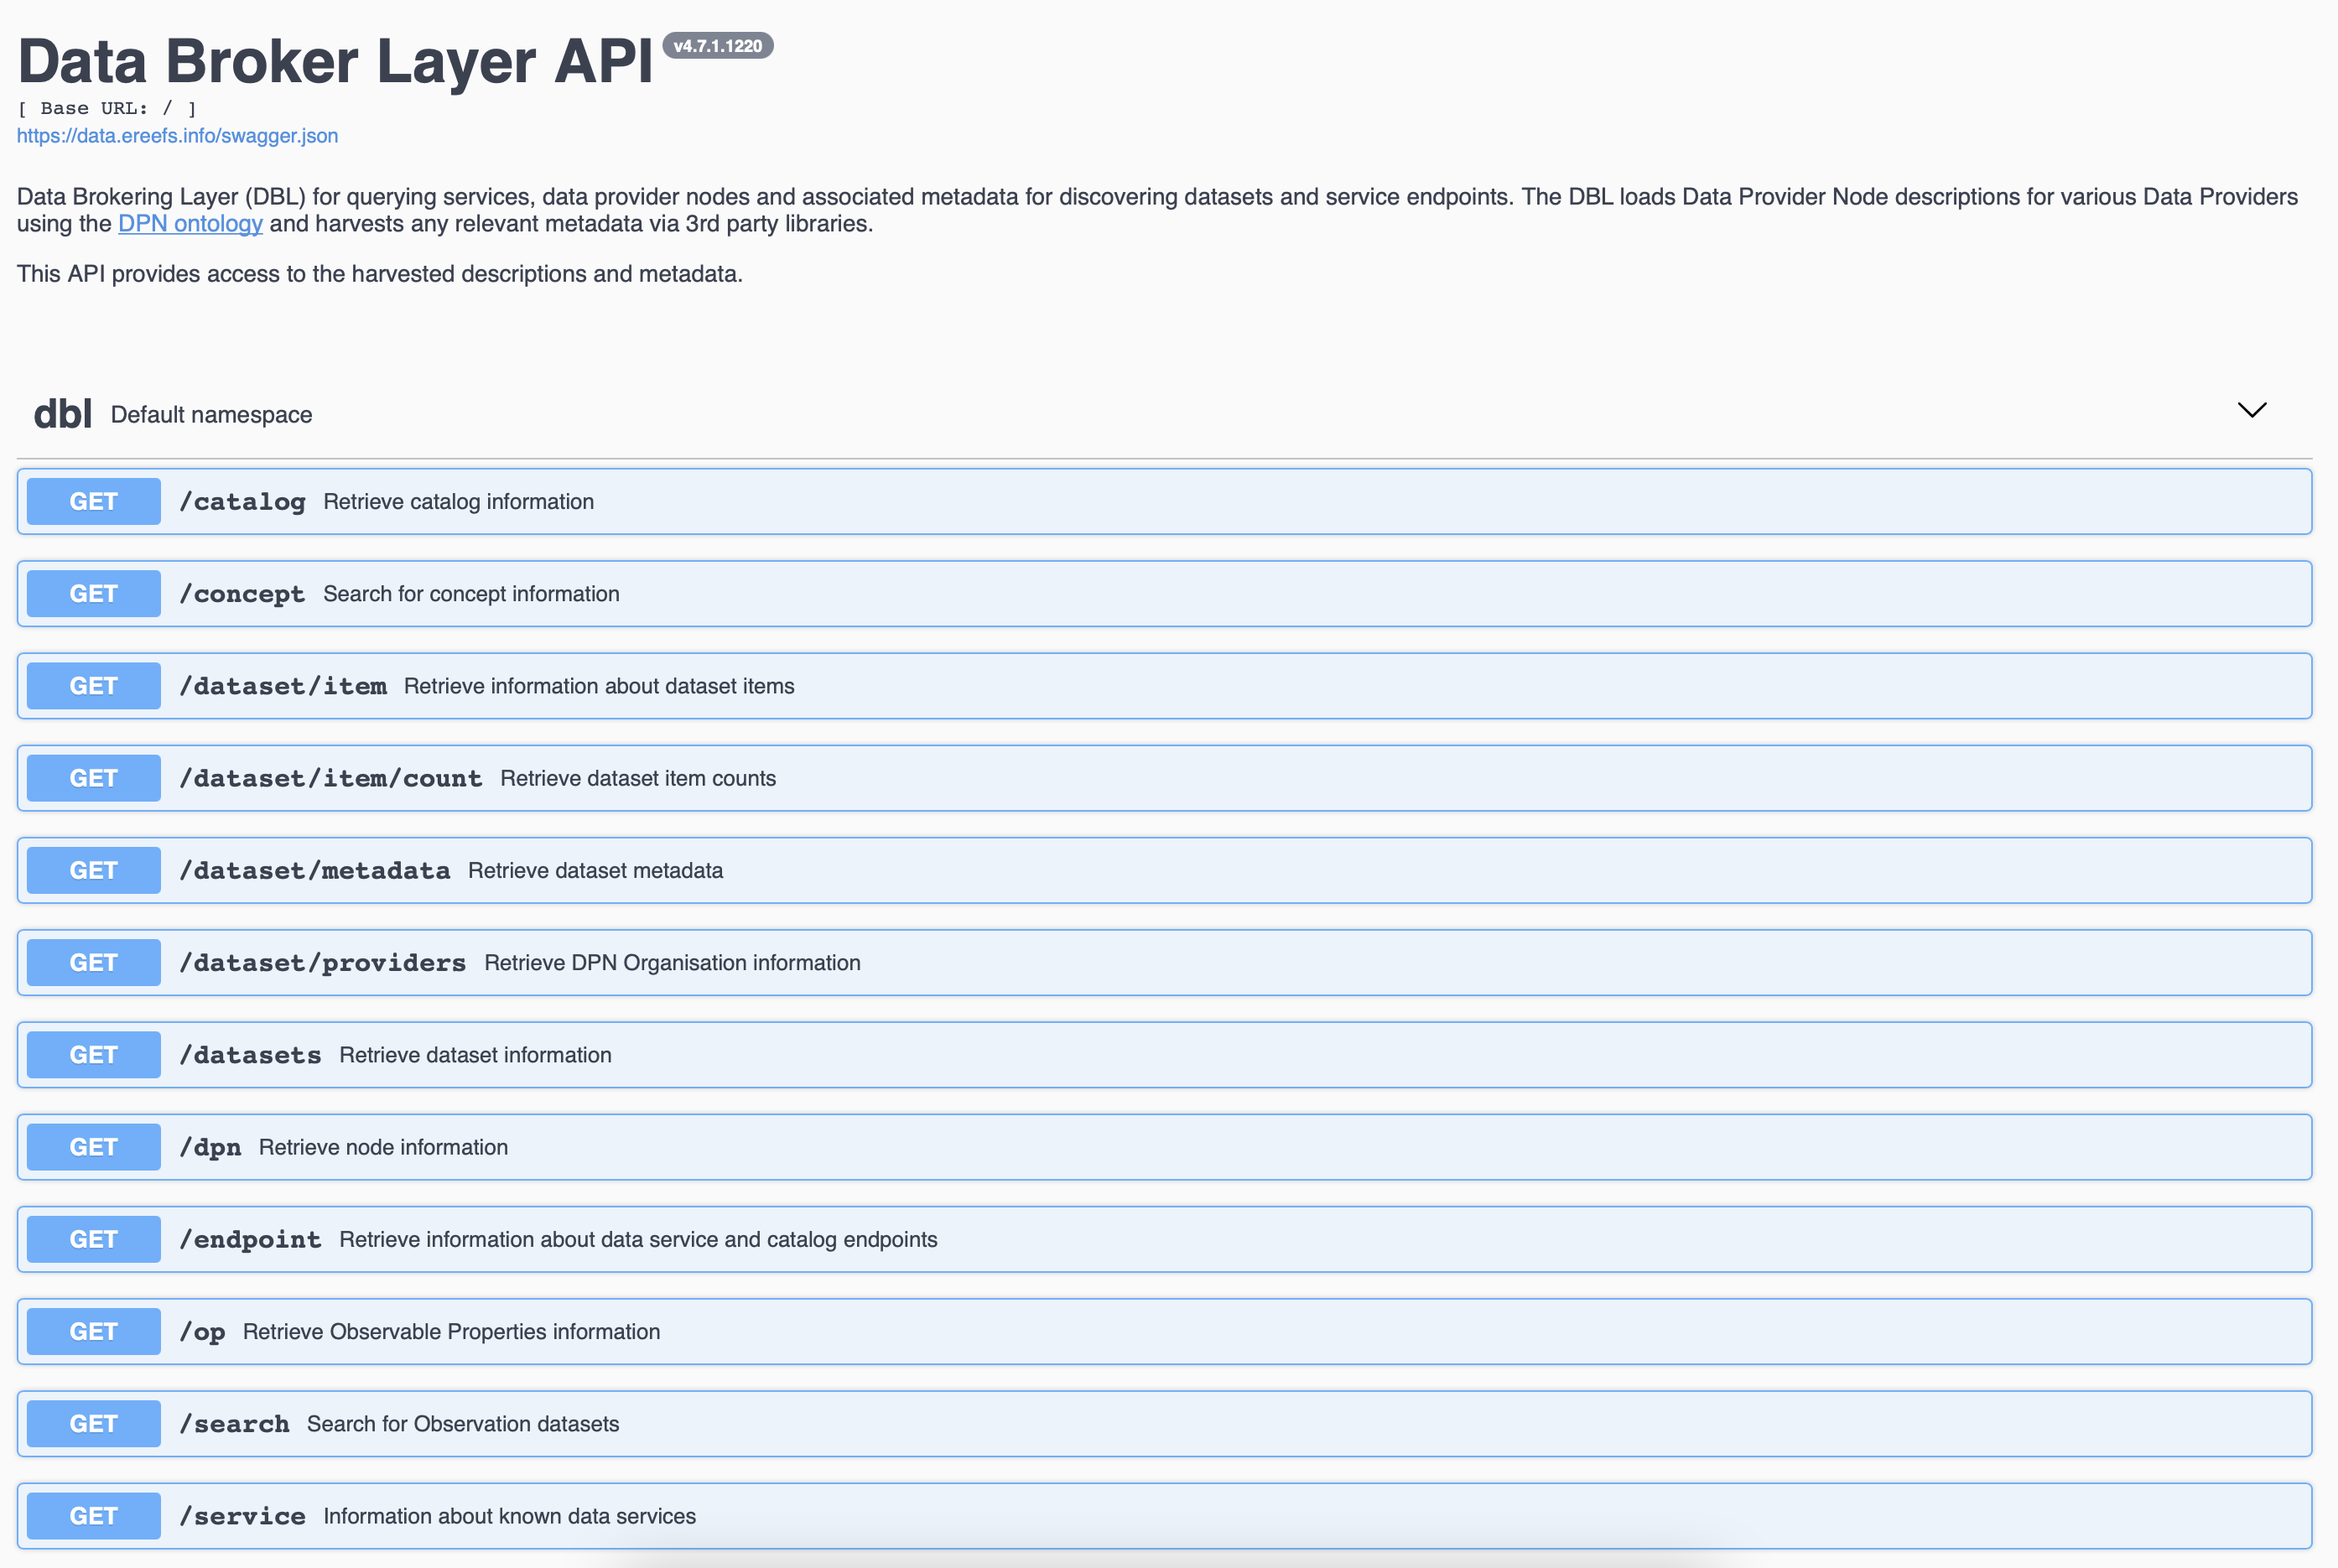 Data Broker Layer API v4.7.1.1220
[ Base URL: / ]
https://data.ereefs.info/swagger.json
Data Brokering Layer (DBL) for querying services, data provider nodes and associated metadata for discovering datasets and service endpoints. The DBL loads Data Provider Node descriptions for various Data Providers
using the DPN ontology and harvests any relevant metadata via 3rd party libraries.
This API provides access to the harvested descriptions and metadata.
dbl Default namespace
GET /catalog Retrieve catalog information
GET /concept Search for concept information
GET /dataset/item Retrieve information about dataset items
GET /dataset/item/count Retrieve dataset item counts
GET /dataset/metadata Retrieve dataset metadata
GET /dataset/providers Retrieve DPN Organisation information
GET /datasets Retrieve dataset information
GET /dpn Retrieve node information
GET /endpoint Retrieve information about data service and catalog endpoints
GET /op Retrieve Observable Properties information
GET /search Search for Observation datasets
GET /service Information about known data services